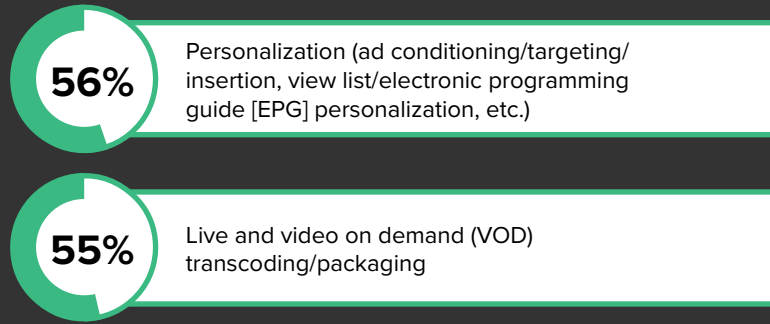 56%
Personalization (ad conditioning/targeting/
insertion, view list/electronic programming
guide [EPG] personalization, etc.)
55%
Live and video on demand (VOD)
transcoding/packaging